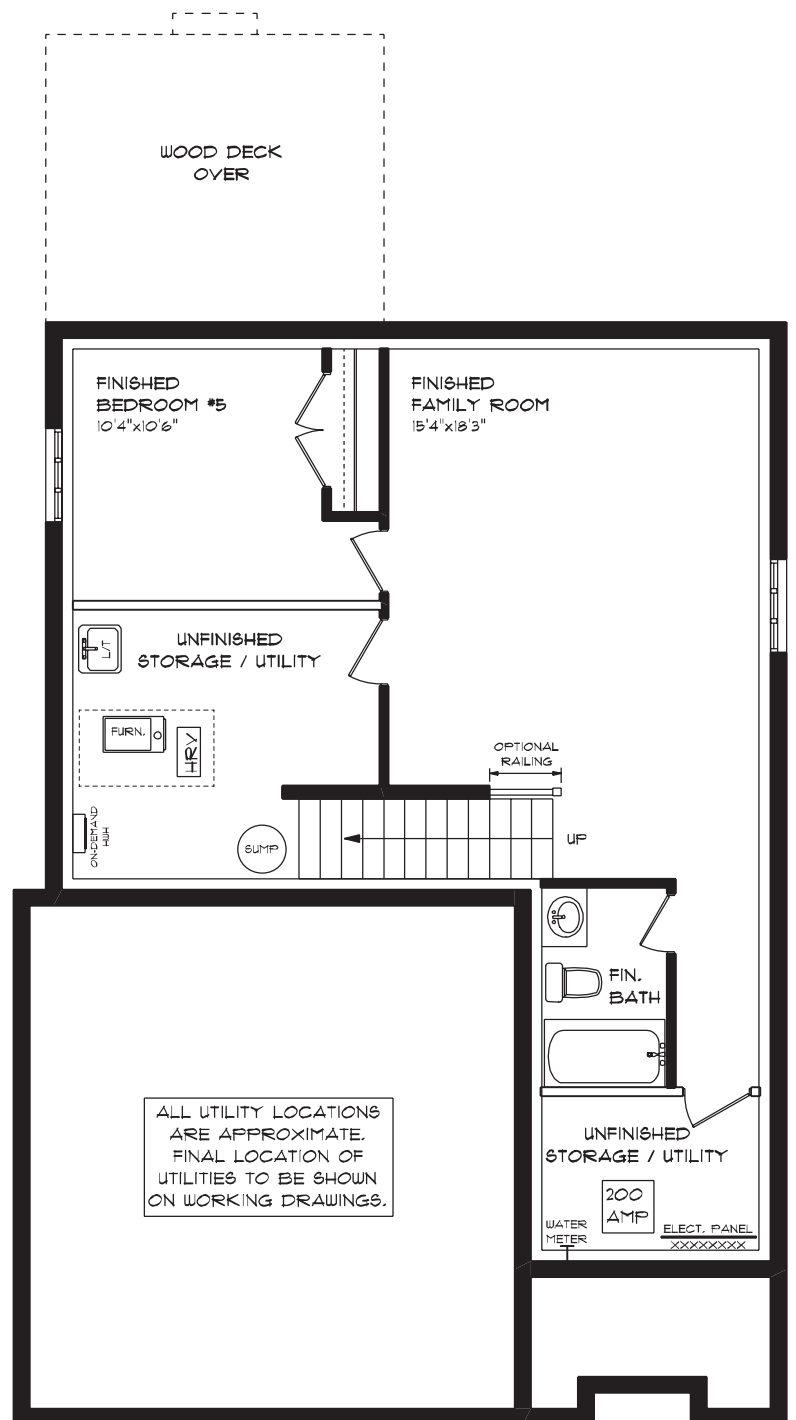 WOOD DECK
OVER
FINISHED
BEDROOM #5
10'4"x10'6"
FINISHED
FAMILY ROOM
15'4"x18'3"
UNFINISHED
STORAGE / UTILITY
L/T
FURN.
HRV
OPTIONAL
RAILING
ON-DEMAND
HWH
SUMP
UP
FIN.
BATH
ALL UTILITY LOCATIONS
ARE APPROXIMATE.
FINAL LOCATION OF
UTILITIES TO BE SHOWN
ON WORKING DRAWINGS.
UNFINISHED
STORAGE / UTILITY
200
AMP
WATER
METER
ELECT. PANEL